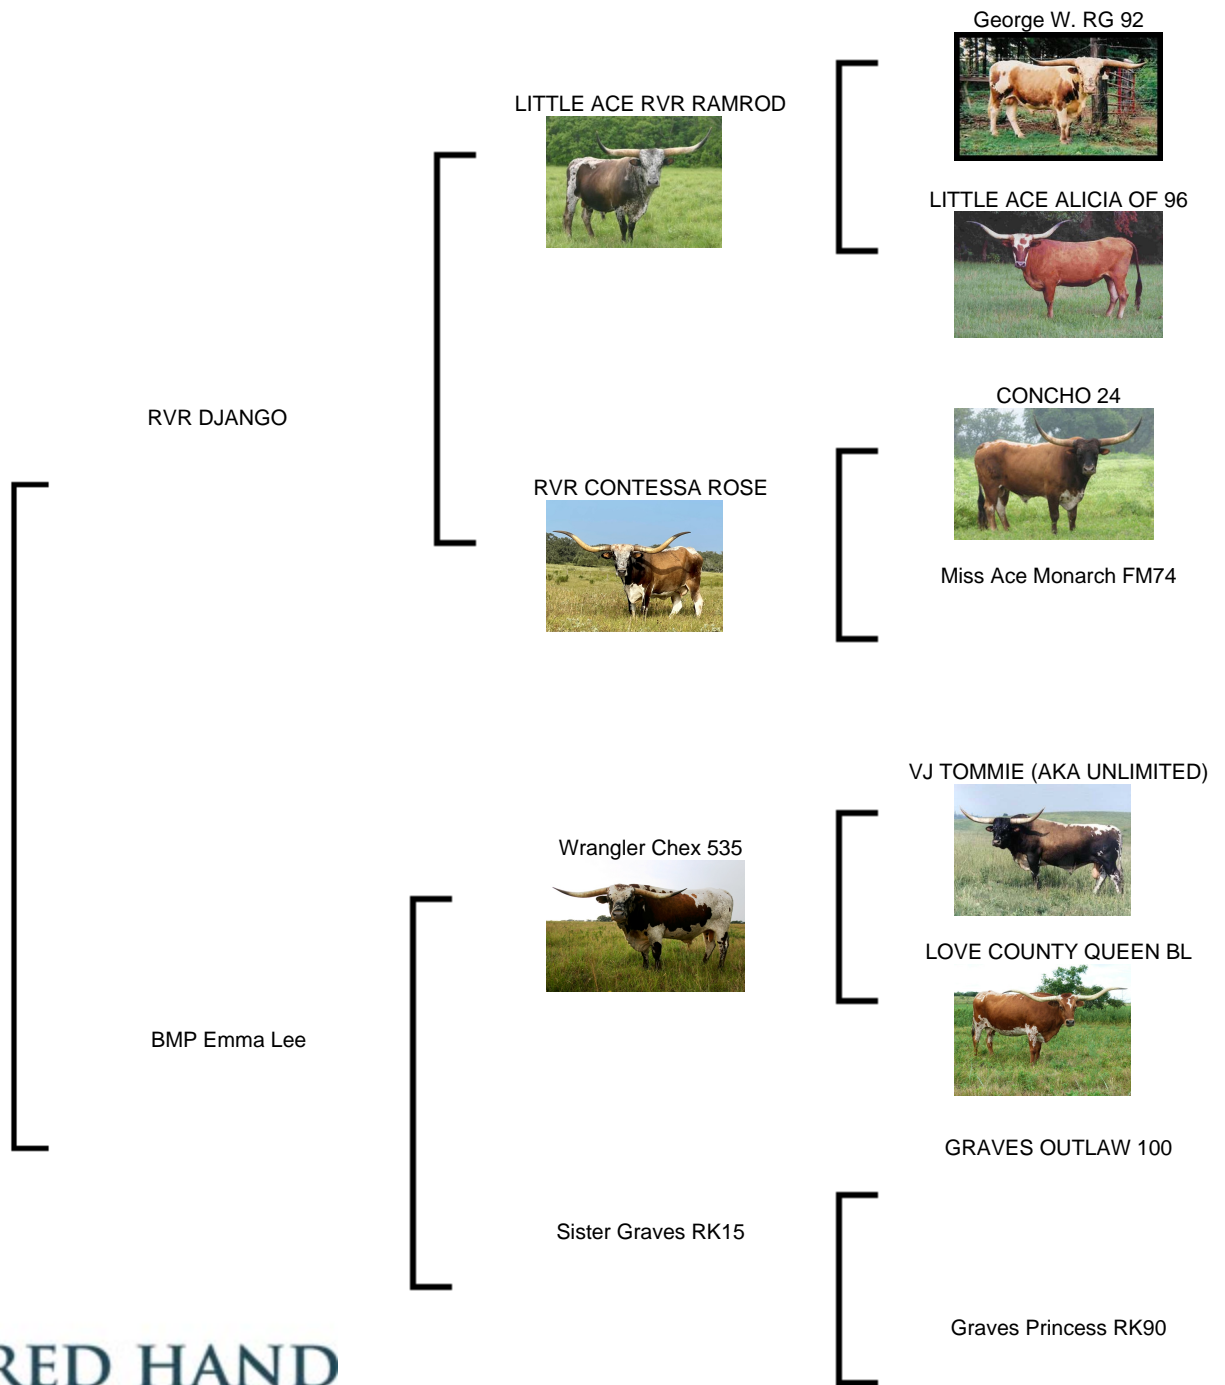 George W. RG 92
LITTLE ACE RVR RAMROD
LITTLE ACE ALICIA OF 96
RVR DJANGO
CONCHO 24
RVR CONTESSA ROSE
Miss Ace Monarch FM74
VJ TOMMIE (AKA UNLIMITED)
Wrangler Chex 535
LOVE COUNTY QUEEN BL
BMP Emma Lee
GRAVES OUTLAW 100
Sister Graves RK15
Graves Princess RK90
RED HAND